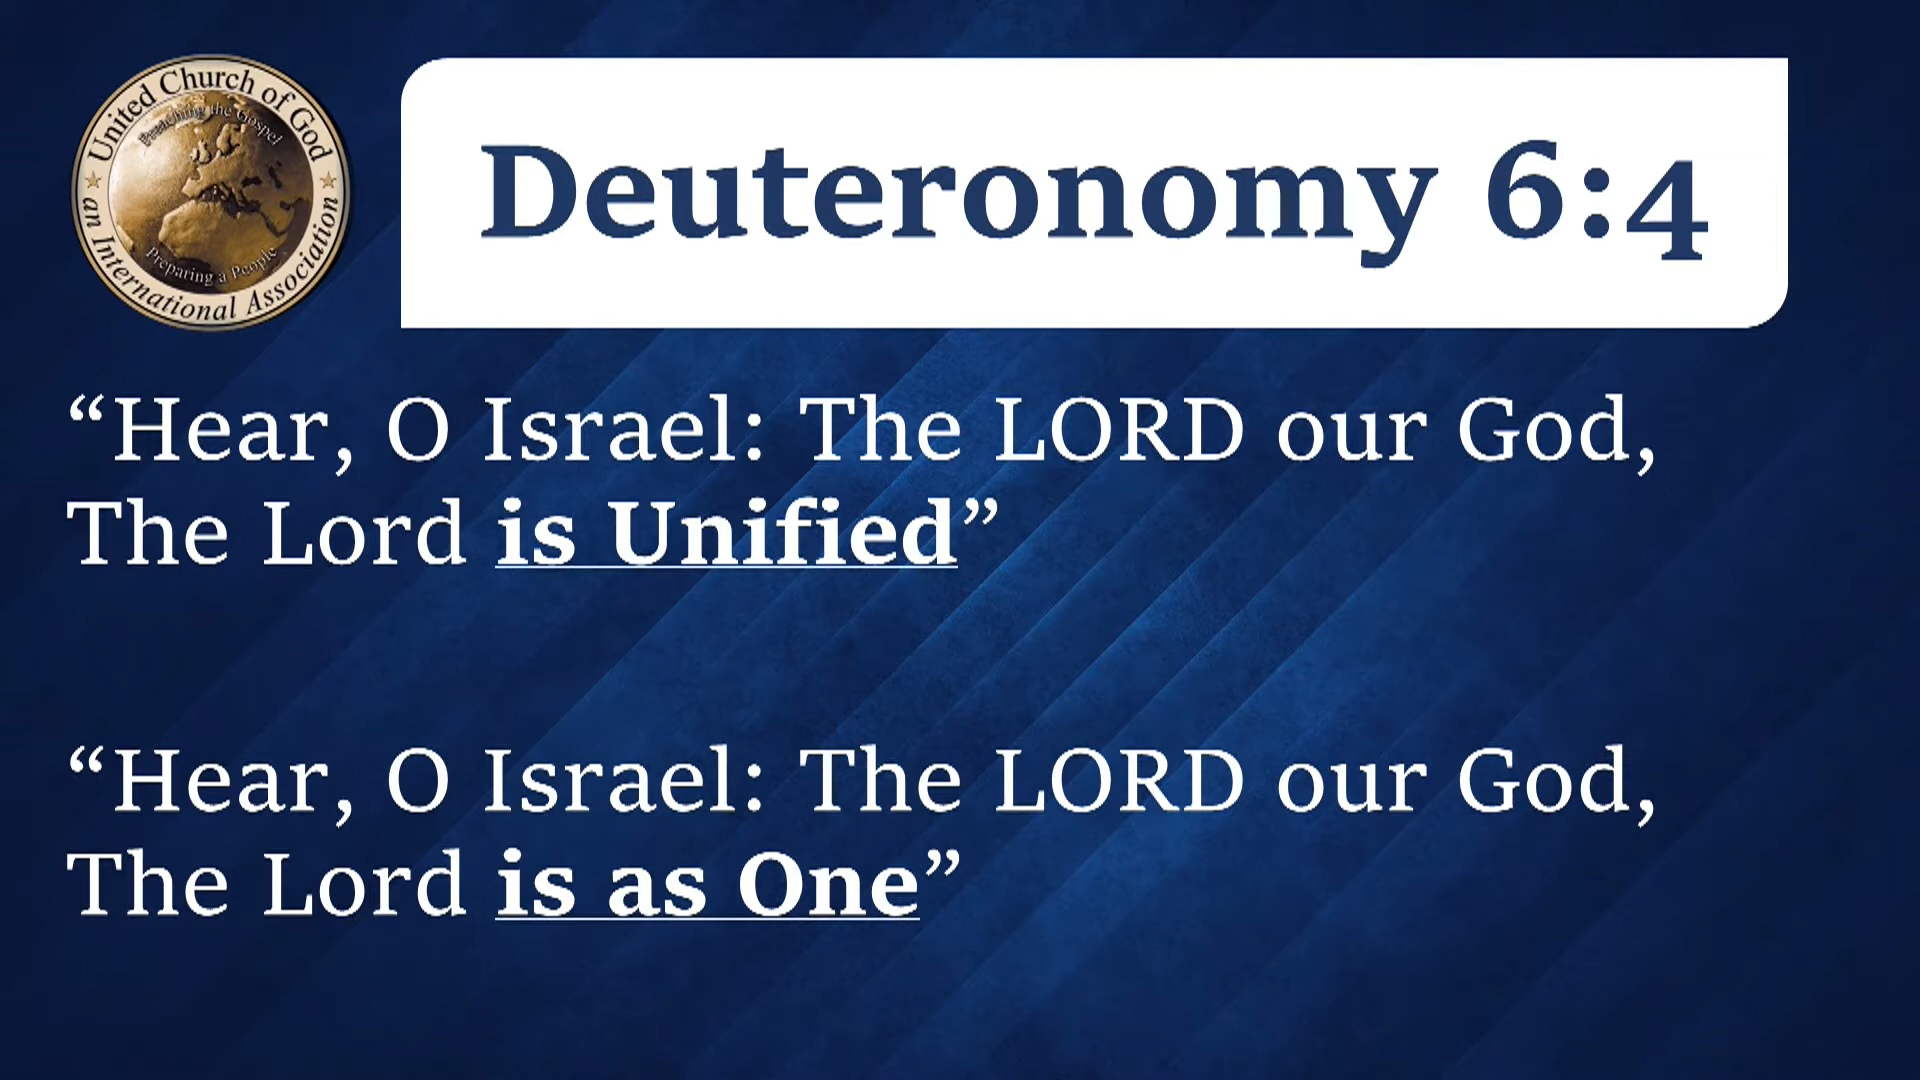 United Church of God
Preaching the Gospel
Preparing a People
an International Association
Deuteronomy 6:4
“Hear, O Israel: The LORD our God,
The Lord is Unified”
“Hear, O Israel: The LORD our God,
The Lord is as One”